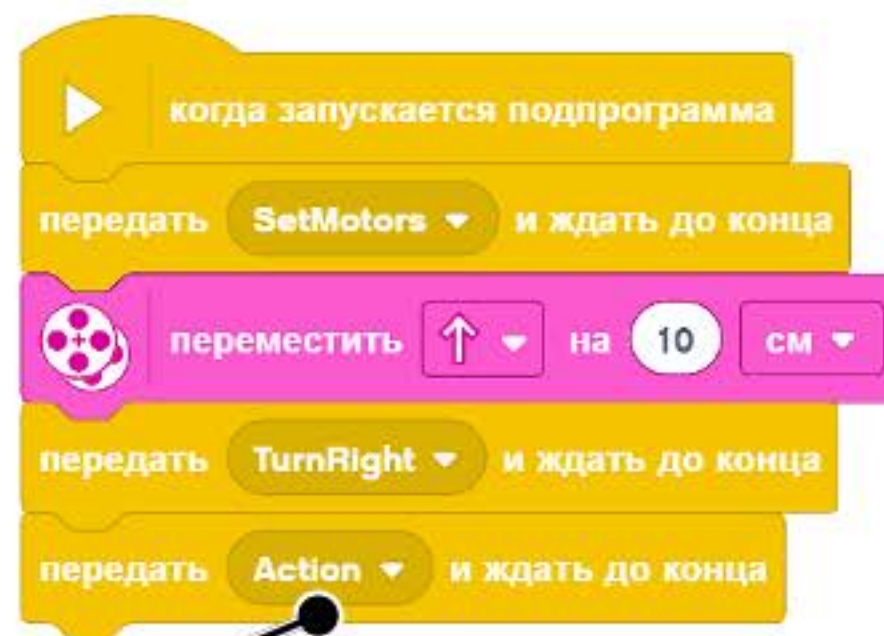 когда запускается подпрограмма
передать SetMotors и ждать до конца
переместить на 10 см
передать TurnRight и ждать до конца
передать Action и ждать до конца